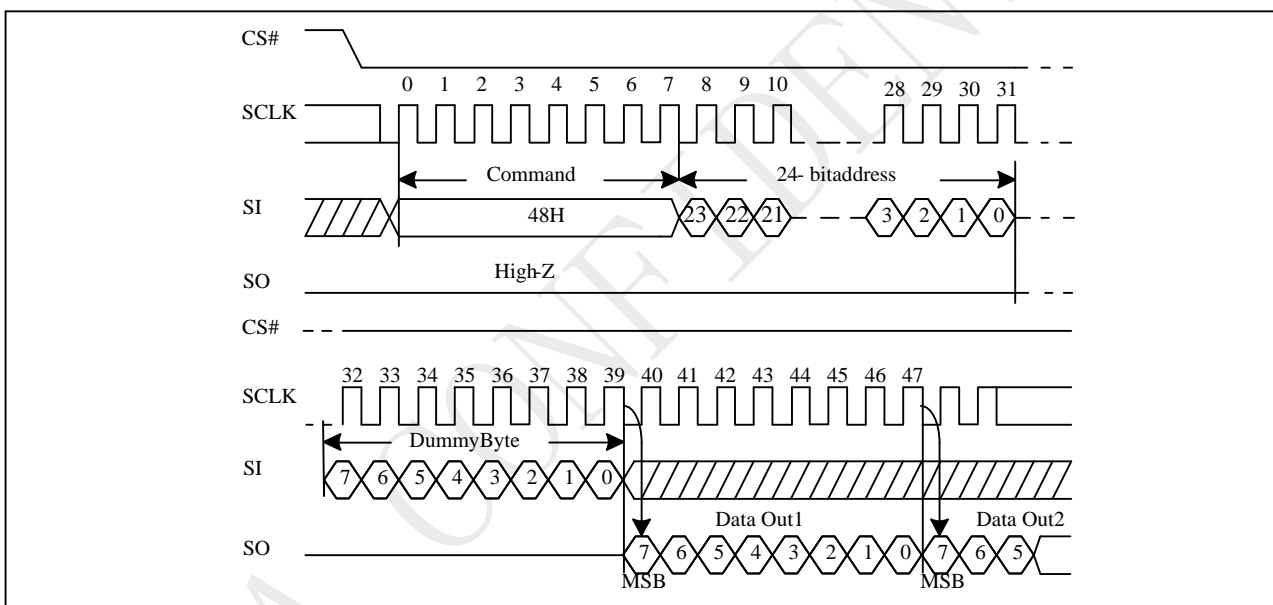 CS#
0 1 2 3 4 5 6 7 8 9 10 28 29 30 31
SCLK
Command 24- bitaddress
SI 48H 23 22 21 3 2 1 0
High-Z
SO
CS#
32 33 34 35 36 37 38 39 40 41 42 43 44 45 46 47
SCLK
DummyByte
SI 7 6 5 4 3 2 1 0
Data Out1 Data Out2
SO 7 6 5 4 3 2 1 0 7 6 5
MSB MSB